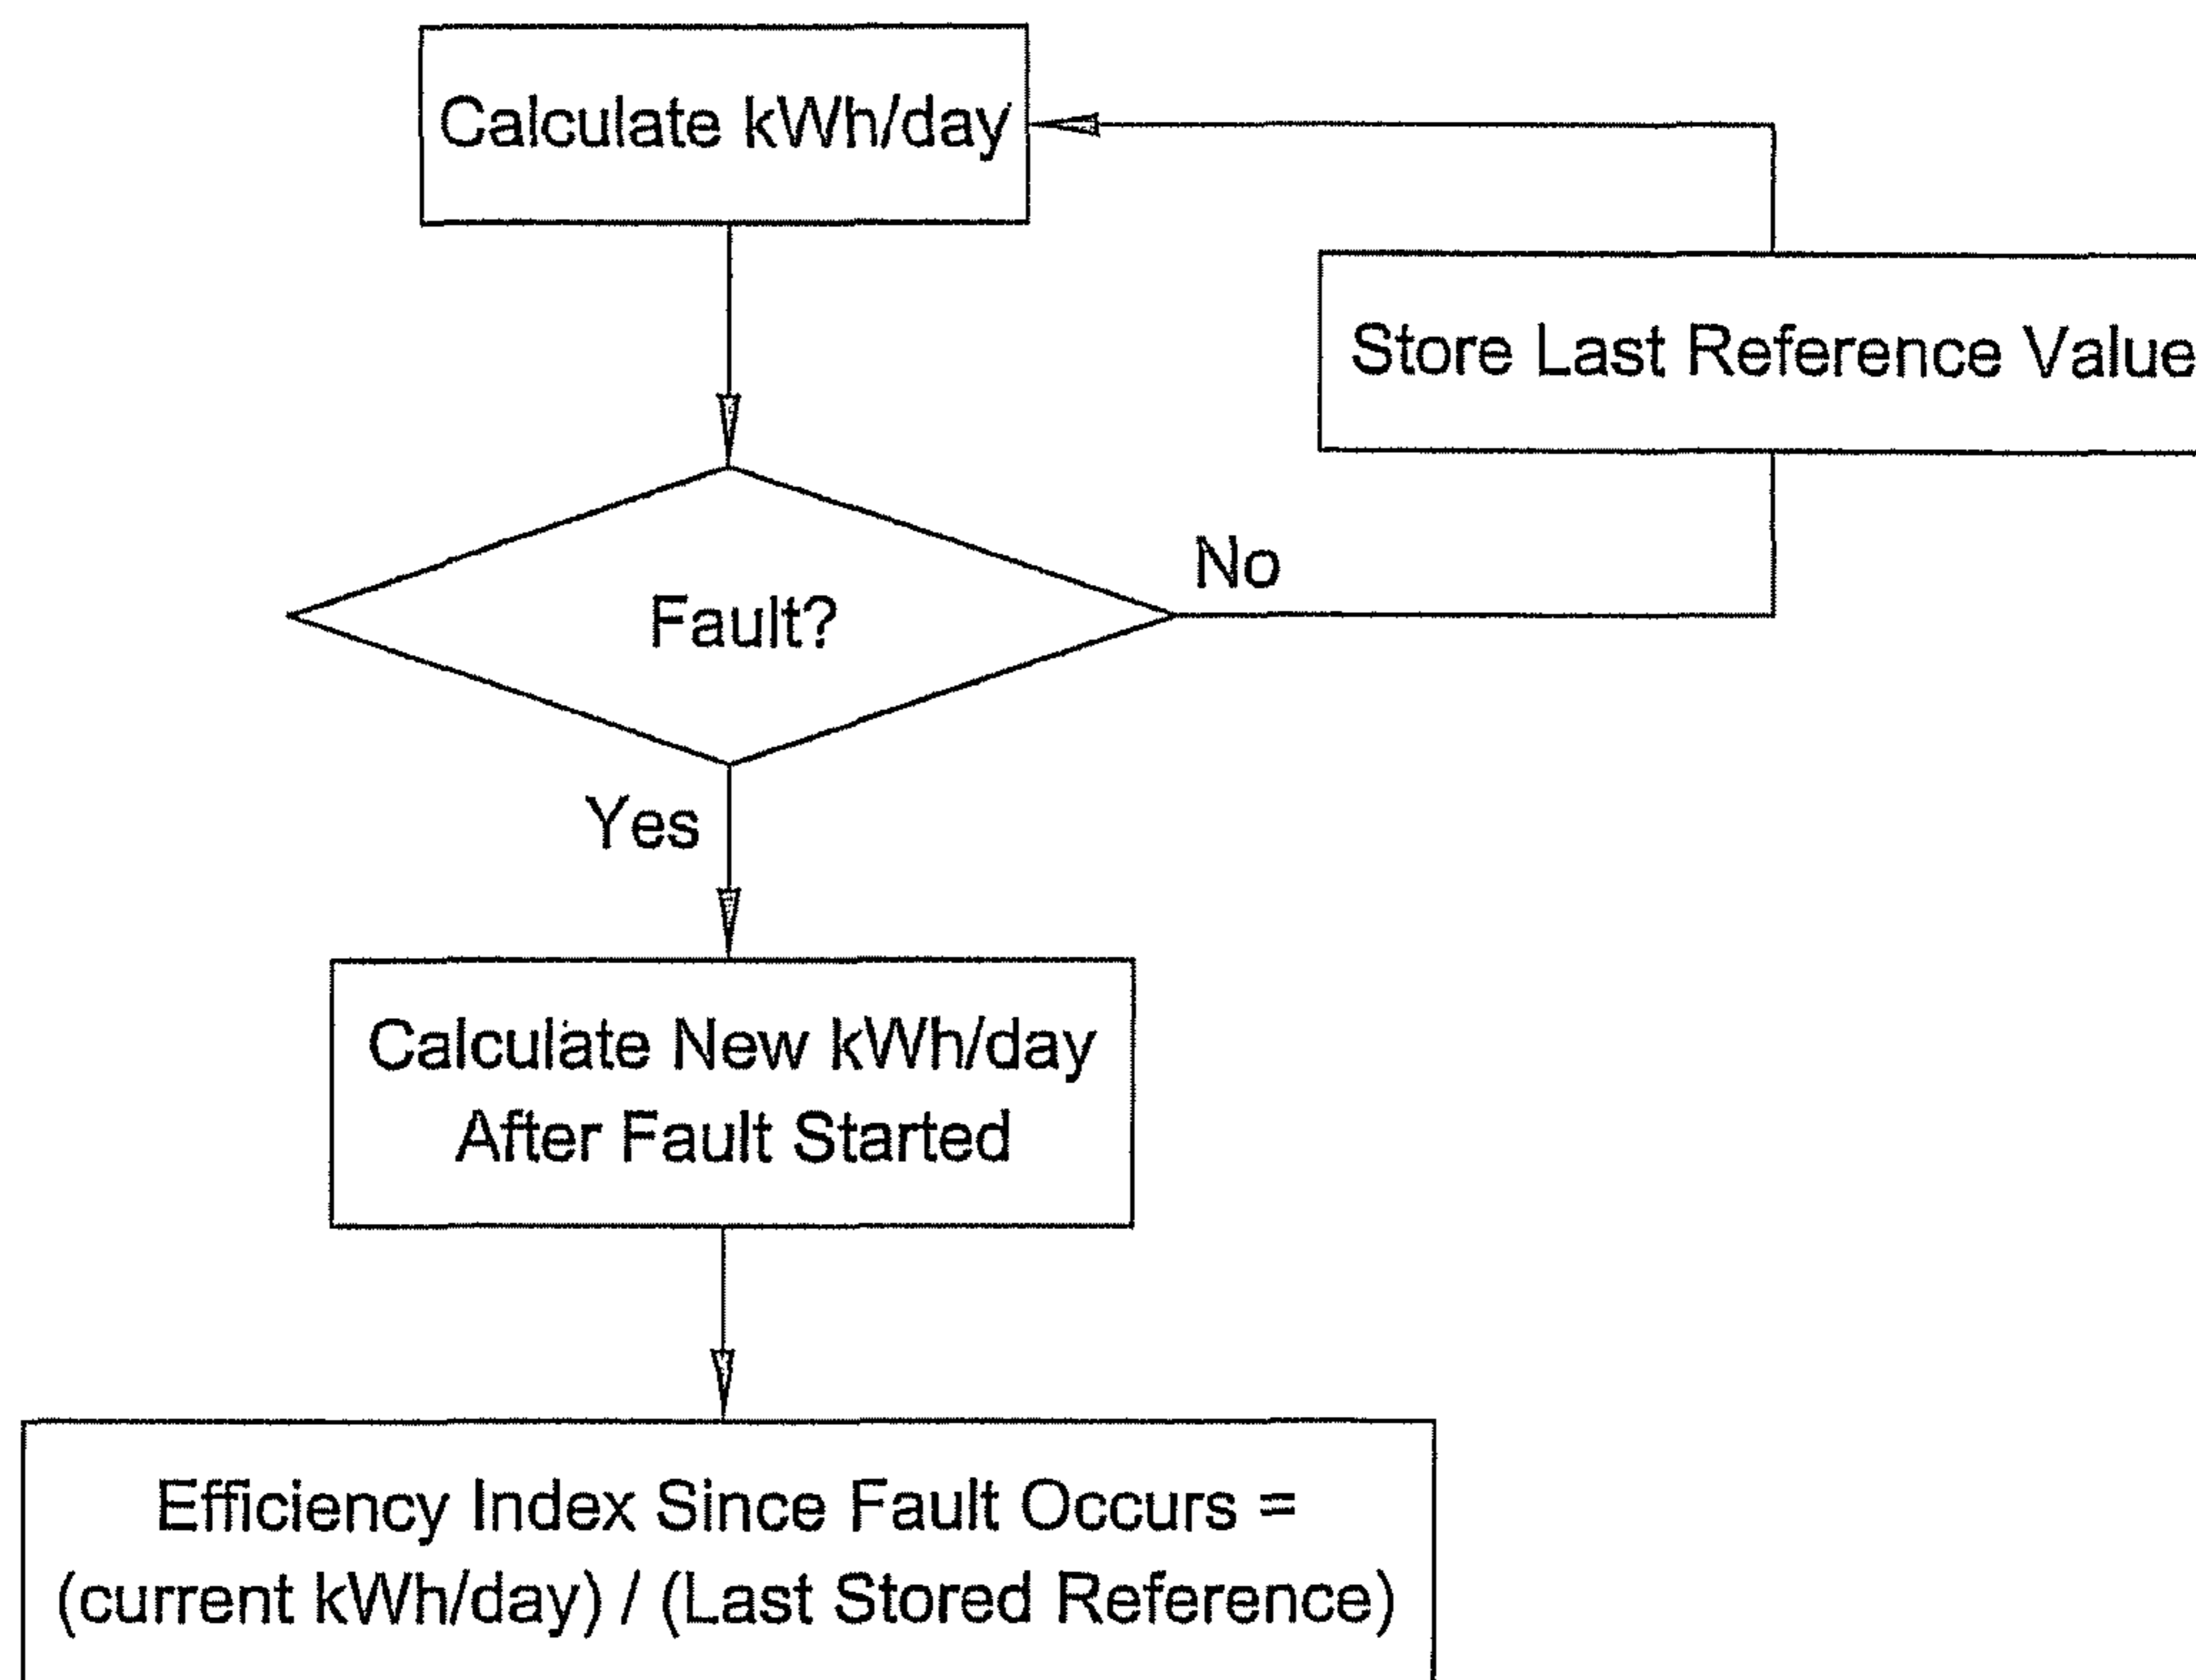 Calculate kWh/day
Store Last Reference Value
No
Fault?
Yes
Calculate New kWh/day
After Fault Started
Efficiency Index Since Fault Occurs =
(current kWh/day) / (Last Stored Reference)